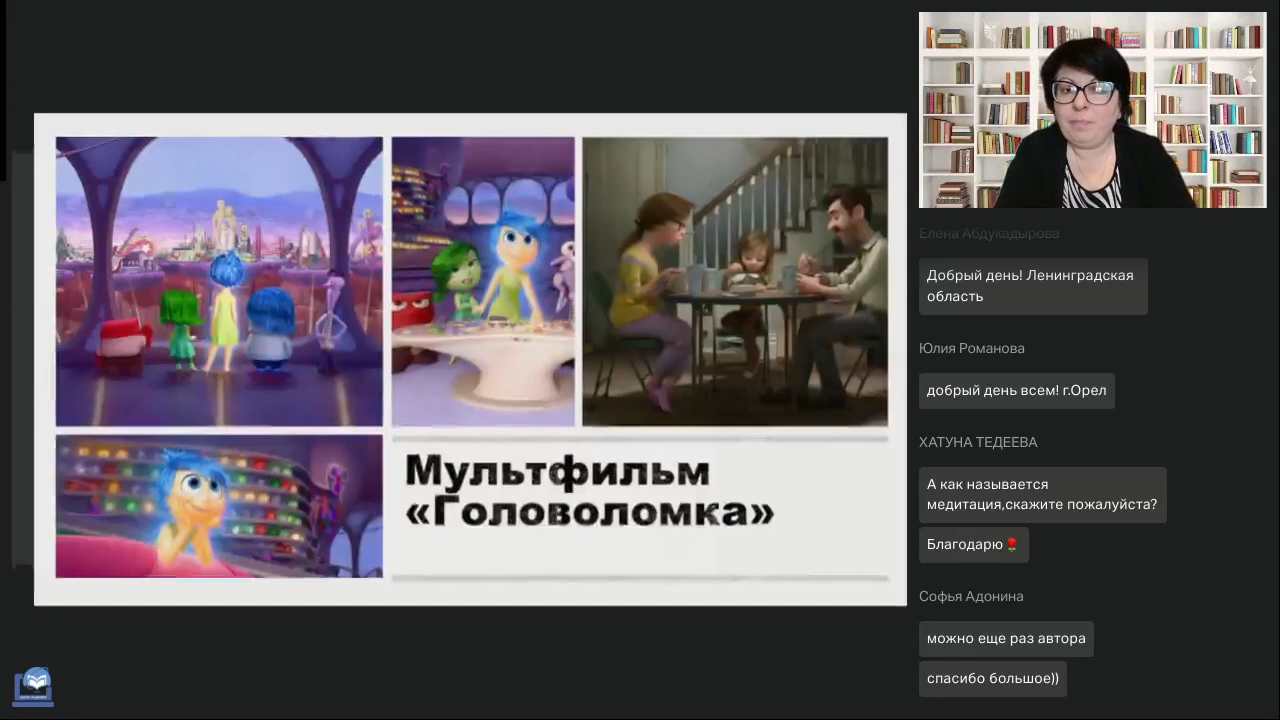 Мультфильм
«Головоломка»
Елена Абдукадырова
Добрый день! Ленинградская
область
Юлия Романова
добрый день всем! г.Орел
ХАТУНА ТЕДЕЕВА
А как называется
медитация,скажите пожалуйста?
Благодарю🌹
Софья Адонина
можно еще раз автора
спасибо большое))